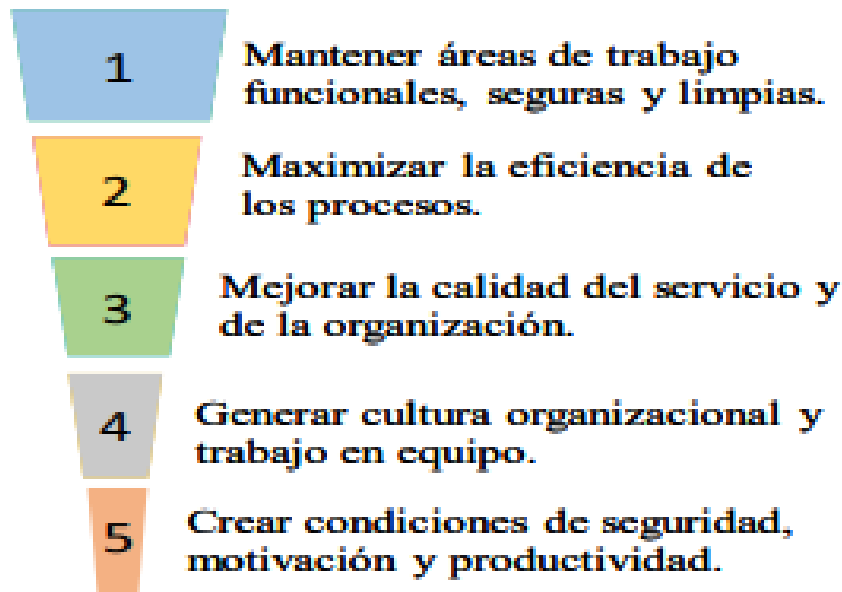 1
Mantener áreas de trabajo
funcionales, seguras y limpias.
2
Maximizar la eficiencia de
los procesos.
3
Mejorar la calidad del servicio y
de la organización.
4
Generar cultura organizacional y
trabajo en equipo.
5
Crear condiciones de seguridad,
motivación y productividad.